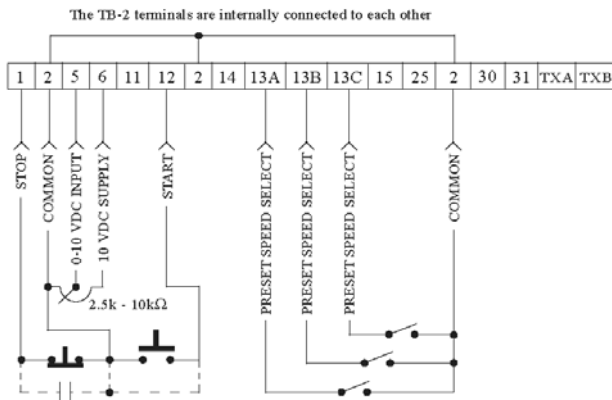 The TB-2 terminals are internally connected to each other
1 2 5 6 11 12 2 14 13A 13B 13C 15 25 2 30 31 TXA TXB
STOP
COMMON
0-10 VDC INPUT
10 VDC SUPPLY
START
PRESET SPEED SELECT
PRESET SPEED SELECT
PRESET SPEED SELECT
COMMON
2.5k - 10kΩ